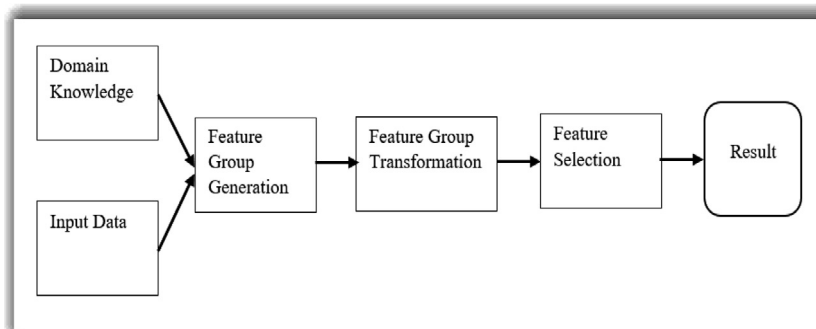 Domain
Knowledge
Input Data
Feature
Group
Generation
Feature Group
Transformation
Feature
Selection
Result